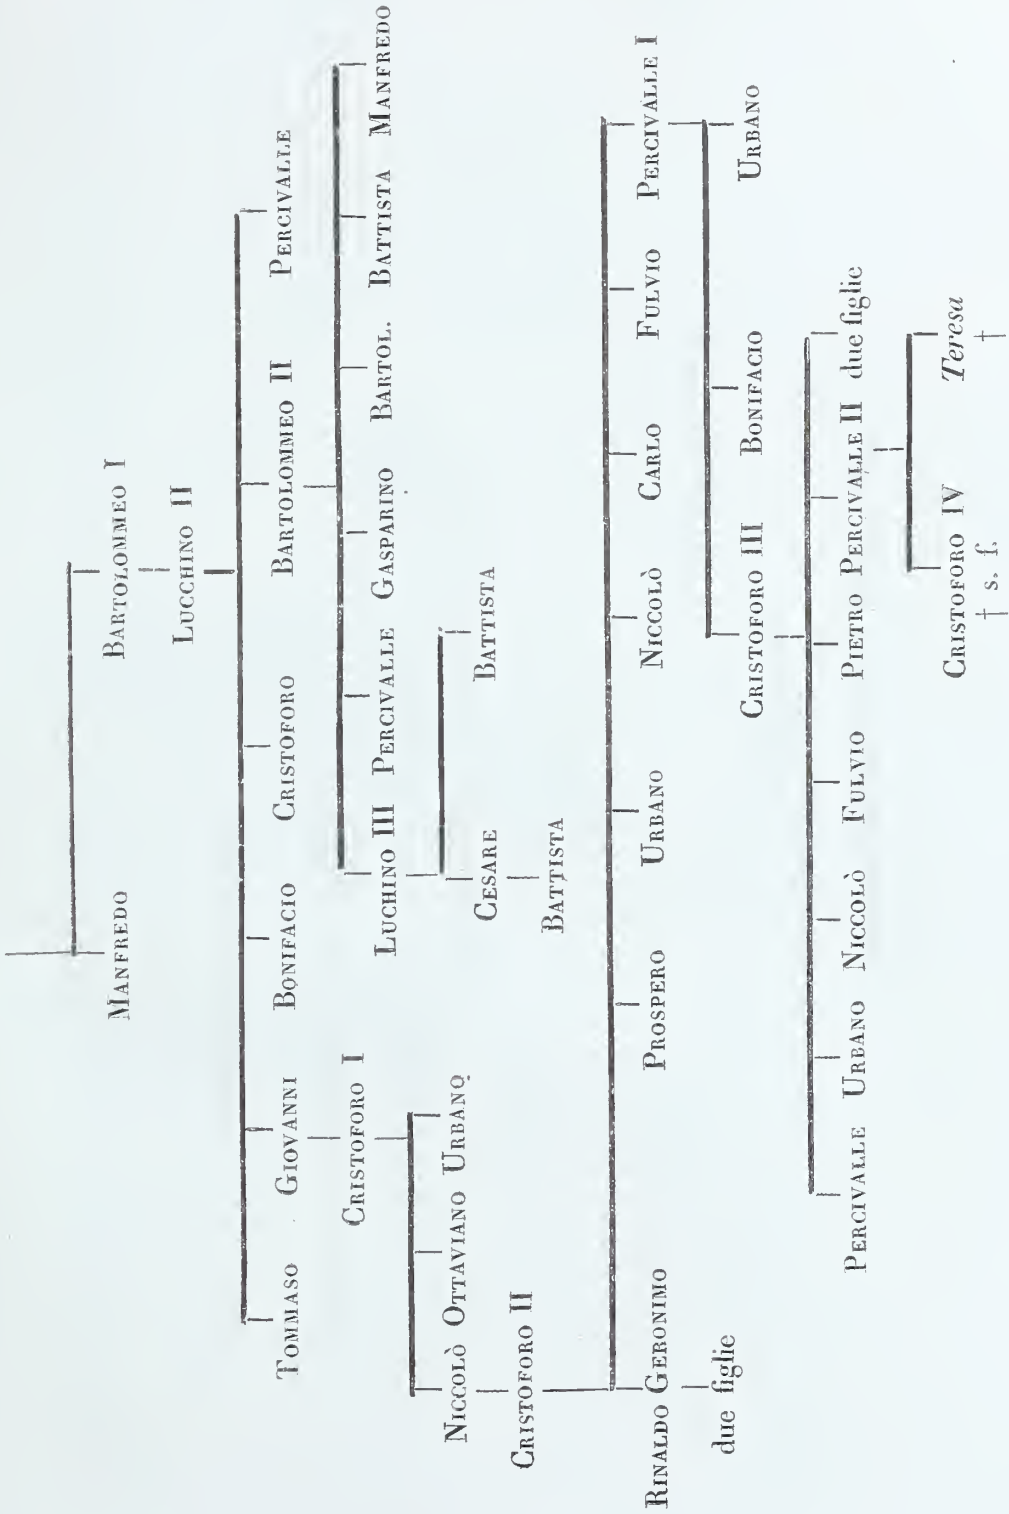 MANFREDO BARTOLOMMEO I
LUCCHINO II
TOMMASO GIOVANNI BONIFACIO CRISTOFORO BARTOLOMMEO II PERCIVALLE
CRISTOFORO I LUCHINO III PERCIVALLE GASPARINO BARTOL. BATTISTA MANFREDO
NICCOLÒ OTTAVIANO URBANO CESARE BATTISTA
CRISTOFORO II BATTISTA
RINALDO GERONIMO PROSPERO URBANO NICCOLÒ CARLO FULVIO PERCIVALLE I
due figlie CRISTOFORO III BONIFACIO URBANO
PERCIVALLE URBANO NICCOLÒ FULVIO PIETRO PERCIVALLE II due figlie
CRISTOFORO IV Teresa
† s. f. †